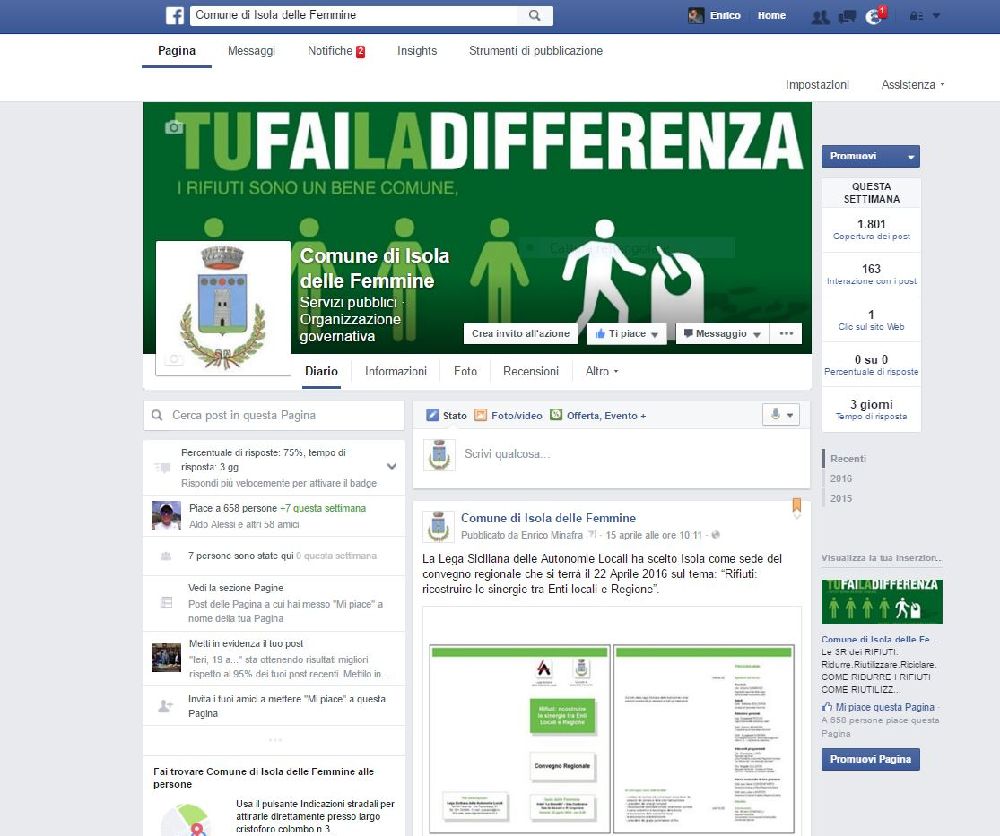 Comune di Isola delle Femmine
Enrico
Home
1
Pagina
Messaggi
Notifiche 2
Insights
Strumenti di pubblicazione
Impostazioni
Assistenza
TUFAILADIFFERENZA
I RIFIUTI SONO UN BENE COMUNE,
Cattura rettangolare
Comune di Isola
delle Femmine
Servizi pubblici ·
Organizzazione
governativa
Crea invito all'azione
Ti piace
Messaggio
Diario
Informazioni
Foto
Recensioni
Altro
Promuovi
QUESTA
SETTIMANA
1.801
Copertura dei post
163
Interazione con i post
1
Clic sul sito Web
0 su 0
Percentuale di risposte
3 giorni
Tempo di risposta
Recenti
2016
2015
Cerca post in questa Pagina
Percentuale di risposte: 75%, tempo di
risposta: 3 gg
Rispondi più velocemente per attivare il badge
Piace a 658 persone +7 questa settimana
Aldo Alessi e altri 58 amici
7 persone sono state qui 0 questa settimana
Vedi la sezione Pagine
Post delle Pagina a cui hai messo "Mi piace" a
nome della tua Pagina
Metti in evidenza il tuo post
"Ieri, 19 a..." sta ottenendo risultati migliori
rispetto al 95% dei tuoi post recenti. Mettilo in…
Invita i tuoi amici a mettere "Mi piace" a questa
Pagina
Fai trovare Comune di Isola delle Femmine alle
persone
Usa il pulsante Indicazioni stradali per
attirarle direttamente presso largo
cristoforo colombo n.3.
Stato
Foto/video
Offerta, Evento +
Scrivi qualcosa...
Comune di Isola delle Femmine
Pubblicato da Enrico Minafra [?] · 15 aprile alle ore 10:11 ·
La Lega Siciliana delle Autonomie Locali ha scelto Isola come sede del
convegno regionale che si terrà il 22 Aprile 2016 sul tema: “Rifiuti:
ricostruire le sinergie tra Enti locali e Regione”.
Rifiuti: ricostruire
le sinergie tra Enti
Locali e Regione
Convegno Regionale
Isola delle Femmine
PROGRAMMA
Visualizza la tua inserzion...
TUFAILADIFFERENZA
Comune di Isola delle Fe...
Le 3R dei RIFIUTI:
Ridurre,Riutilizzare,Riciclare.
COME RIDURRE I RIFIUTI
COME RIUTILIZZ...
Mi piace questa Pagina ·
A 658 persone piace questa
Pagina
Promuovi Pagina